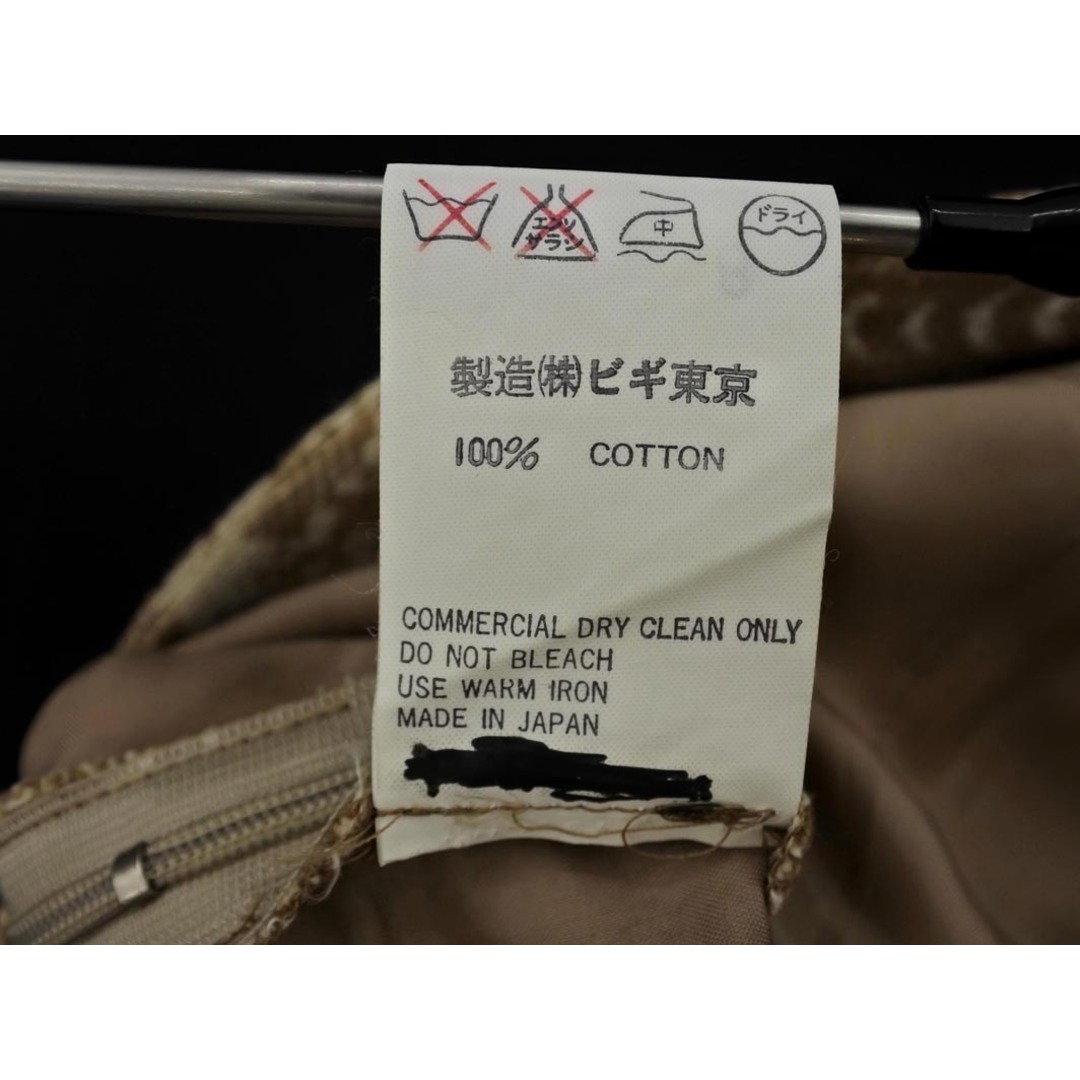 エンソ
サラシ
中
ドライ
製造(株)ビギ東京
100% COTTON
COMMERCIAL DRY CLEAN ONLY
DO NOT BLEACH
USE WARM IRON
MADE IN JAPAN